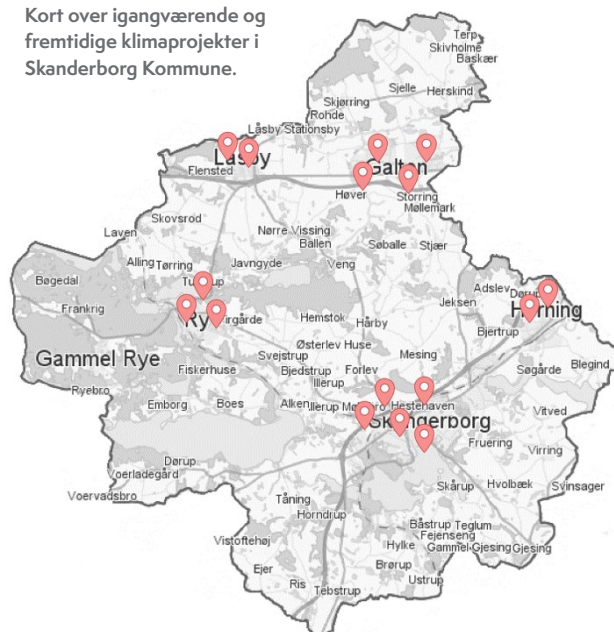 Kort over igangværende og
fremtidige klimaprojekter i
Skanderborg Kommune.
Terp
Skivholme
Baskær
Sjelle
Herskind
Skjørring
Rohde
Låsby Stationsby
Låsby
Galten
Flensted
Høver
Storring
Møllemark
Skovsrod
Laven
Nørre Vissing
Ballen
Søballe
Stjær
Alling
Tørring
Javngyde
Veng
Bøgedal
Adslev
Jeksen
Frankrig
Hemstok
Hårby
Bjertrup
Gammel Rye
Østerlev Huse
Mesing
Svejstrup
Blegind
Fiskerhuse
Bjedstrup
Forlev
Søgårde
Illerup
Ryebro
Emborg
Boes
Alken
Illerup
Hestehaven
Vitved
Skanderborg
Fruering
Virring
Dørup
Voerladegård
Voervadsbro
Skårup
Hvolbæk
Svinsager
Tåning
Horndrup
Båstrup
Teglum
Fejenseng
Vistoftehøj
Hylke
Gammel Gjesing
Gjesing
Ejer
Brørup
Ris
Ustrup
Tebstrup